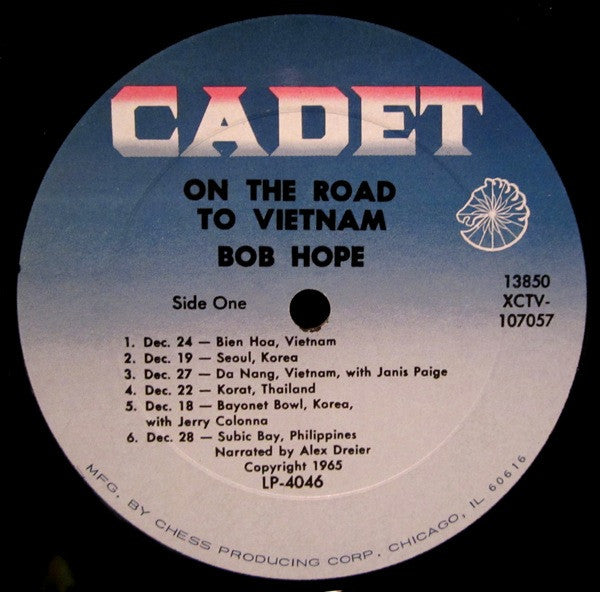 CADET
ON THE ROAD
TO VIETNAM
BOB HOPE
13850
Side One
XCTV-
107057
1. Dec. 24 — Bien Hoa, Vietnam
2. Dec. 19 — Seoul, Korea
3. Dec. 27 — Da Nang, Vietnam, with Janis Paige
4. Dec. 22 — Korat, Thailand
5. Dec. 18 — Bayonet Bowl, Korea,
with Jerry Colonna
6. Dec. 28 — Subic Bay, Philippines
Narrated by Alex Dreier
Copyright 1965
LP-4046
MFG. BY CHESS PRODUCING CORP. CHICAGO, IL 60616